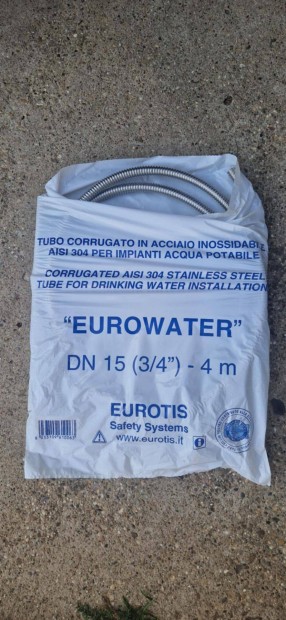 TUBO CORRUGATO IN ACCIAIO INOSSIDABILE
AISI 304 PER IMPIANTI ACQUA POTABILE
CORRUGATED AISI 304 STAINLESS STEEL
TUBE FOR DRINKING WATER INSTALLATION
"EUROWATER"
DN 15 (3/4") - 4 m
EUROTIS
Safety Systems
www.eurotis.it